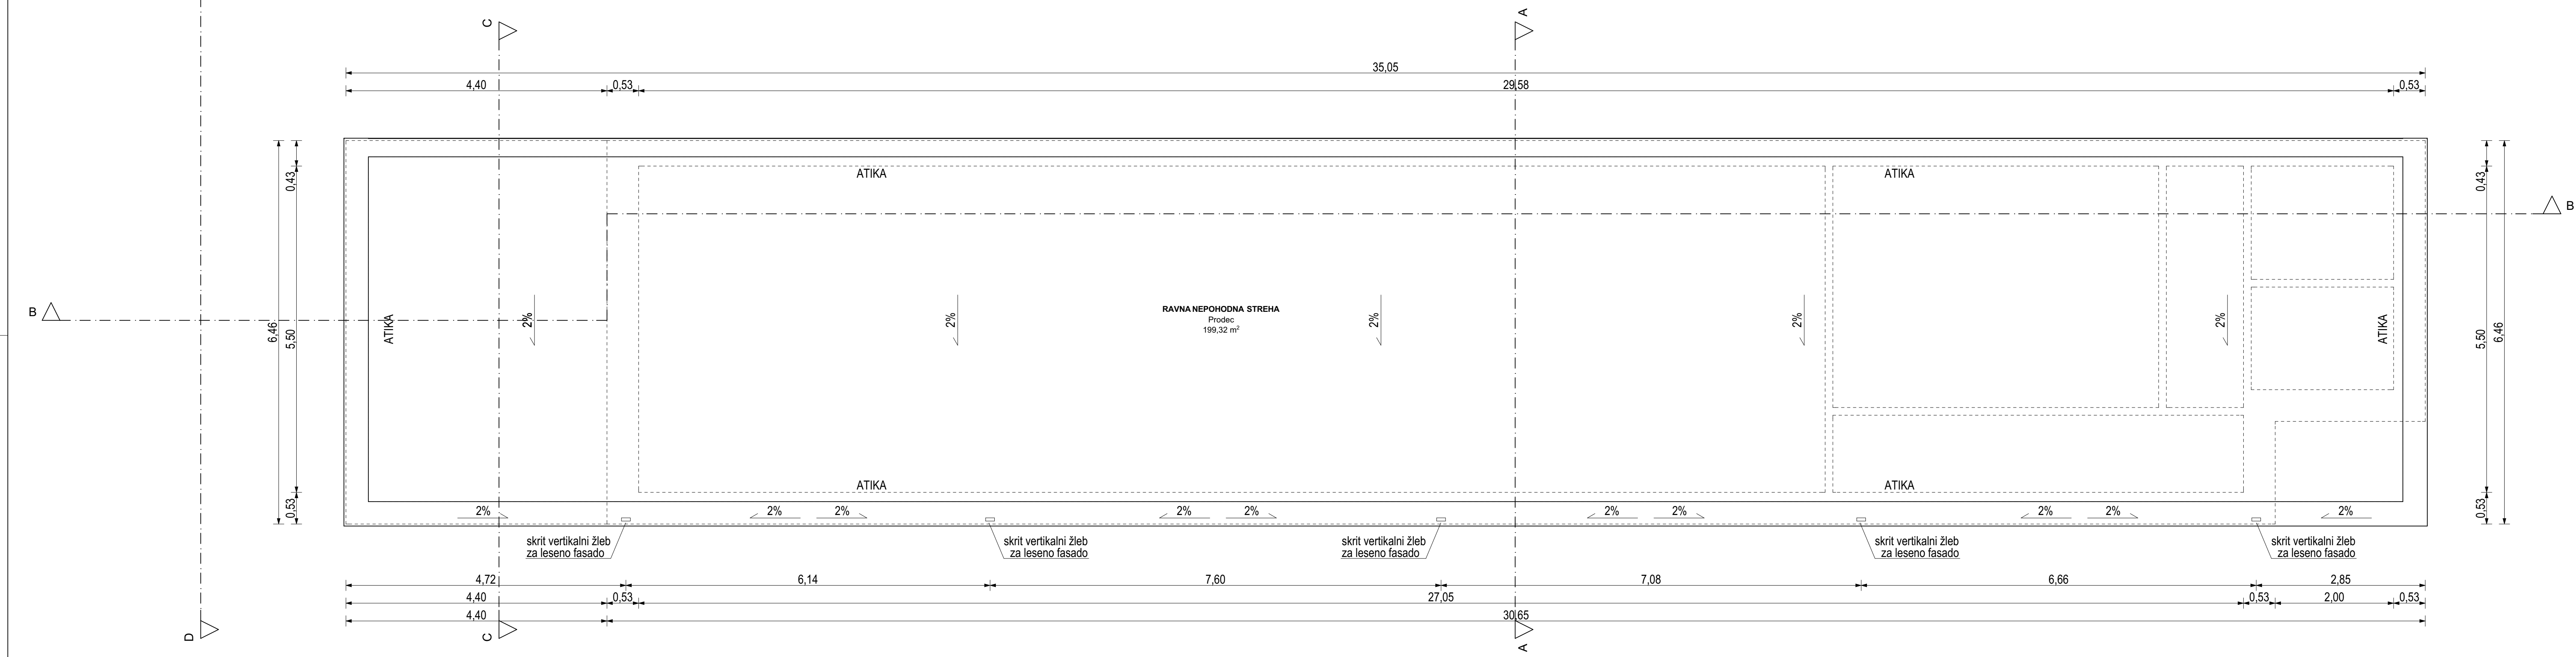 C
A
35,05
4,40
0,53
29,58
0,53
ATIKA
ATIKA
0,43
0,43
B
B
6,46
5,50
ATIKA
2%
2%
RAVNA NEPOHODNA STREHA
Prodec
199,32 m²
2%
2%
2%
ATIKA
5,50
6,46
ATIKA
ATIKA
0,53
0,53
2%
2%
2%
2%
2%
2%
2%
2%
2%
2%
skrit vertikalni žleb
za leseno fasado
skrit vertikalni žleb
za leseno fasado
skrit vertikalni žleb
za leseno fasado
skrit vertikalni žleb
za leseno fasado
skrit vertikalni žleb
za leseno fasado
4,72
6,14
7,60
7,08
6,66
2,85
4,40
0,53
27,05
0,53
2,00
0,53
4,40
30,65
D
C
A